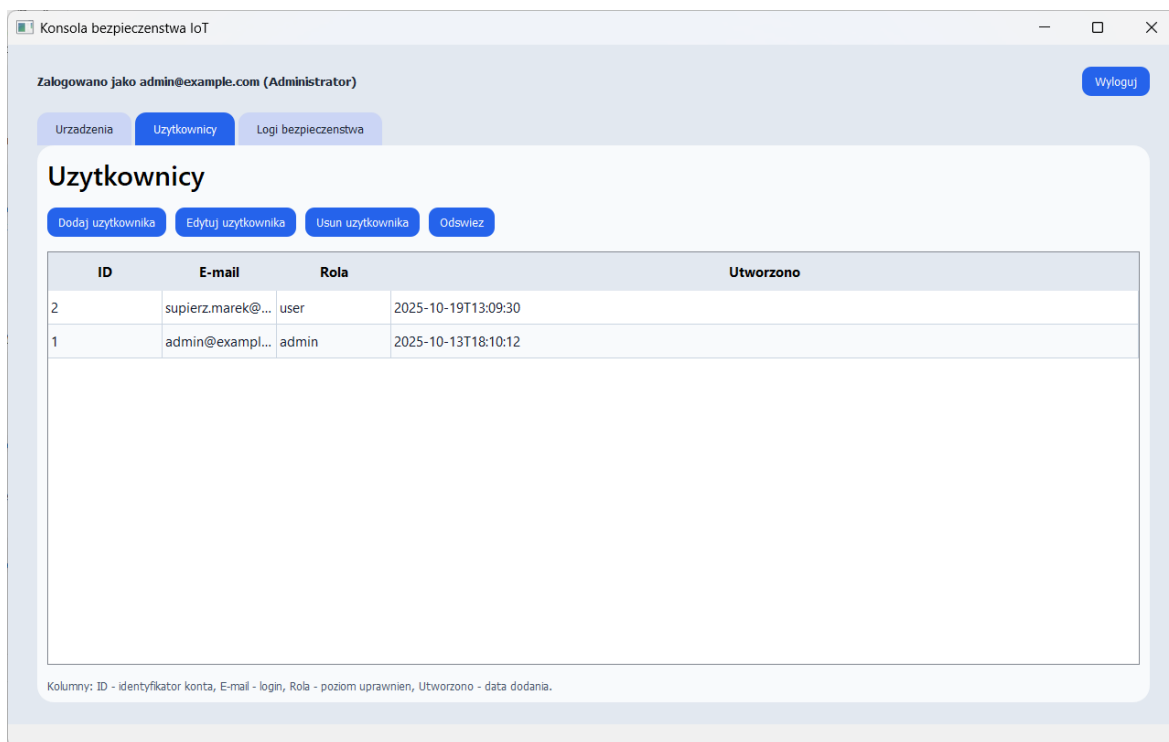 Konsola bezpieczenstwa IoT
Zalogowano jako admin@example.com (Administrator)
Wyloguj
Urzadzenia Uzytkownicy Logi bezpieczenstwa
Uzytkownicy
Dodaj uzytkownika Edytuj uzytkownika Usun uzytkownika Odswiez
ID E-mail Rola Utworzono
2 supierz.marek@... user 2025-10-19T13:09:30
1 admin@exampl... admin 2025-10-13T18:10:12
Kolumny: ID - identyfikator konta, E-mail - login, Rola - poziom uprawnien, Utworzono - data dodania.